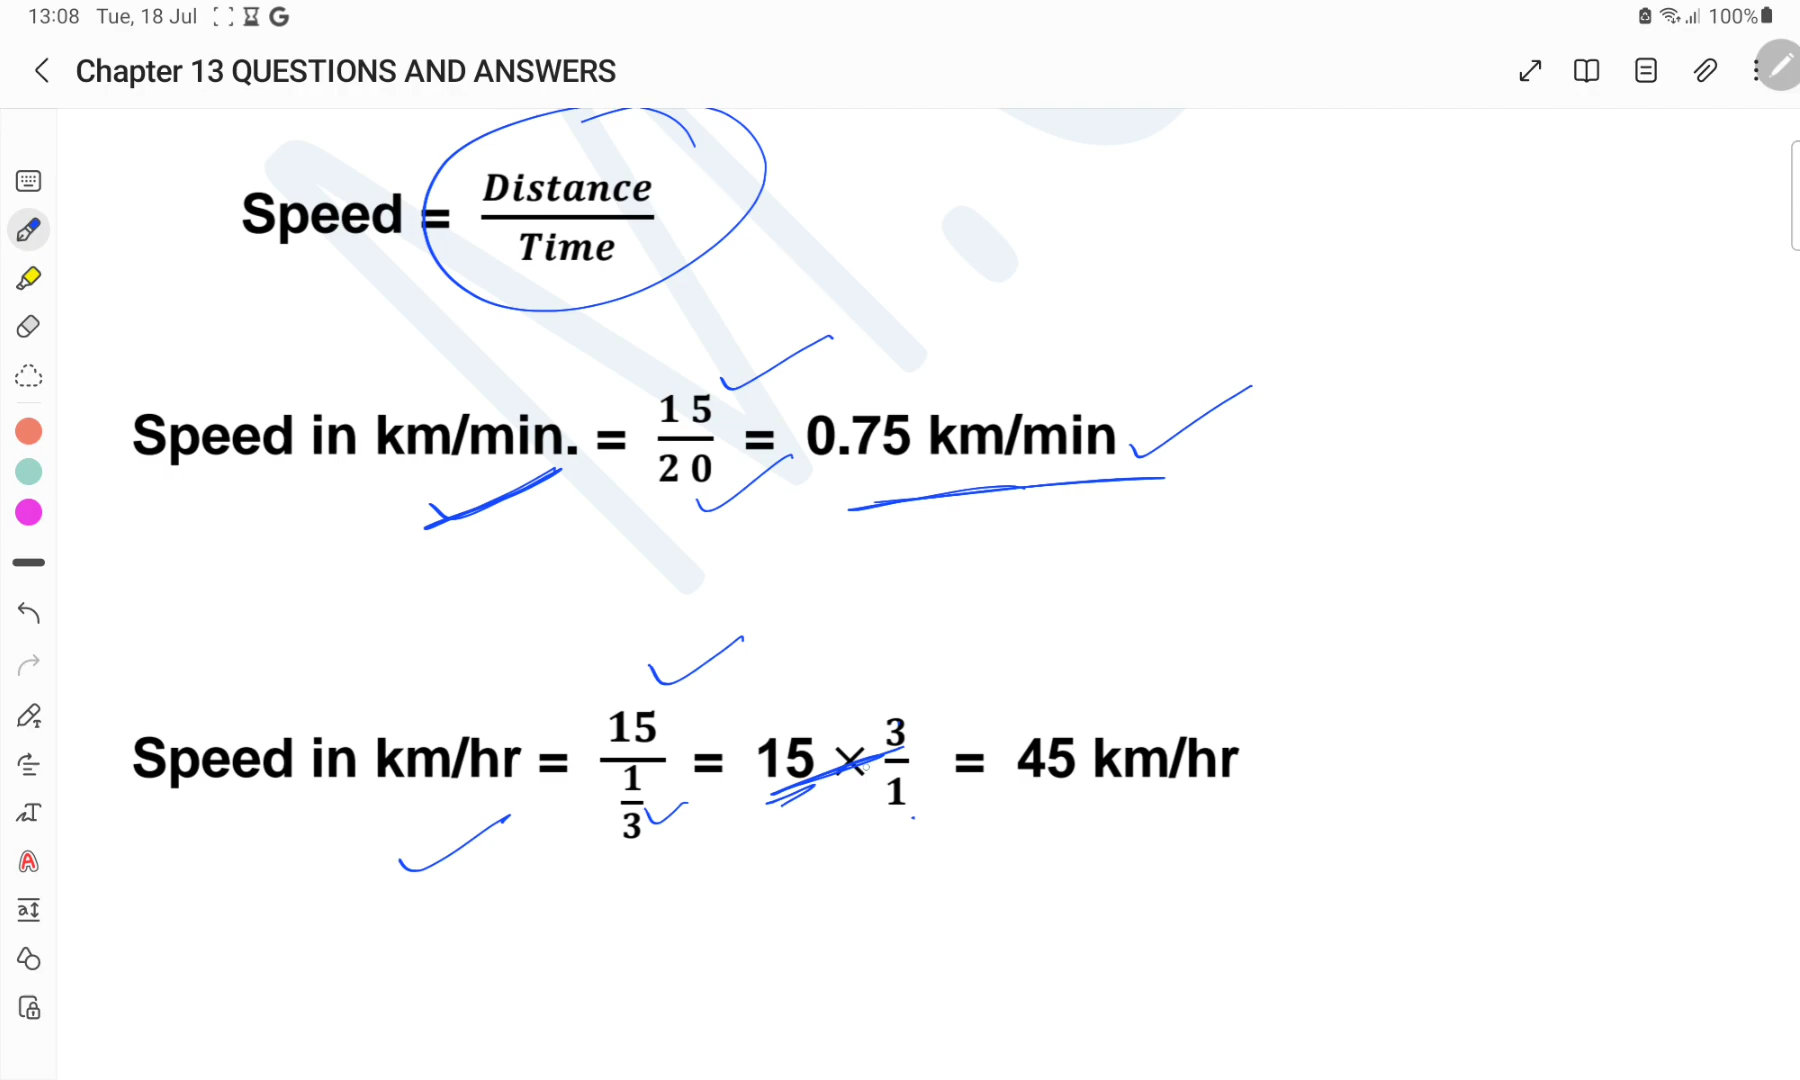 13:08 Tue, 18 Jul G 100%
Chapter 13 QUESTIONS AND ANSWERS
Speed = Distance / Time
Speed in km/min. = 15 / 20 = 0.75 km/min
Speed in km/hr = 15 / 1/3 = 15 × 3/1 = 45 km/hr